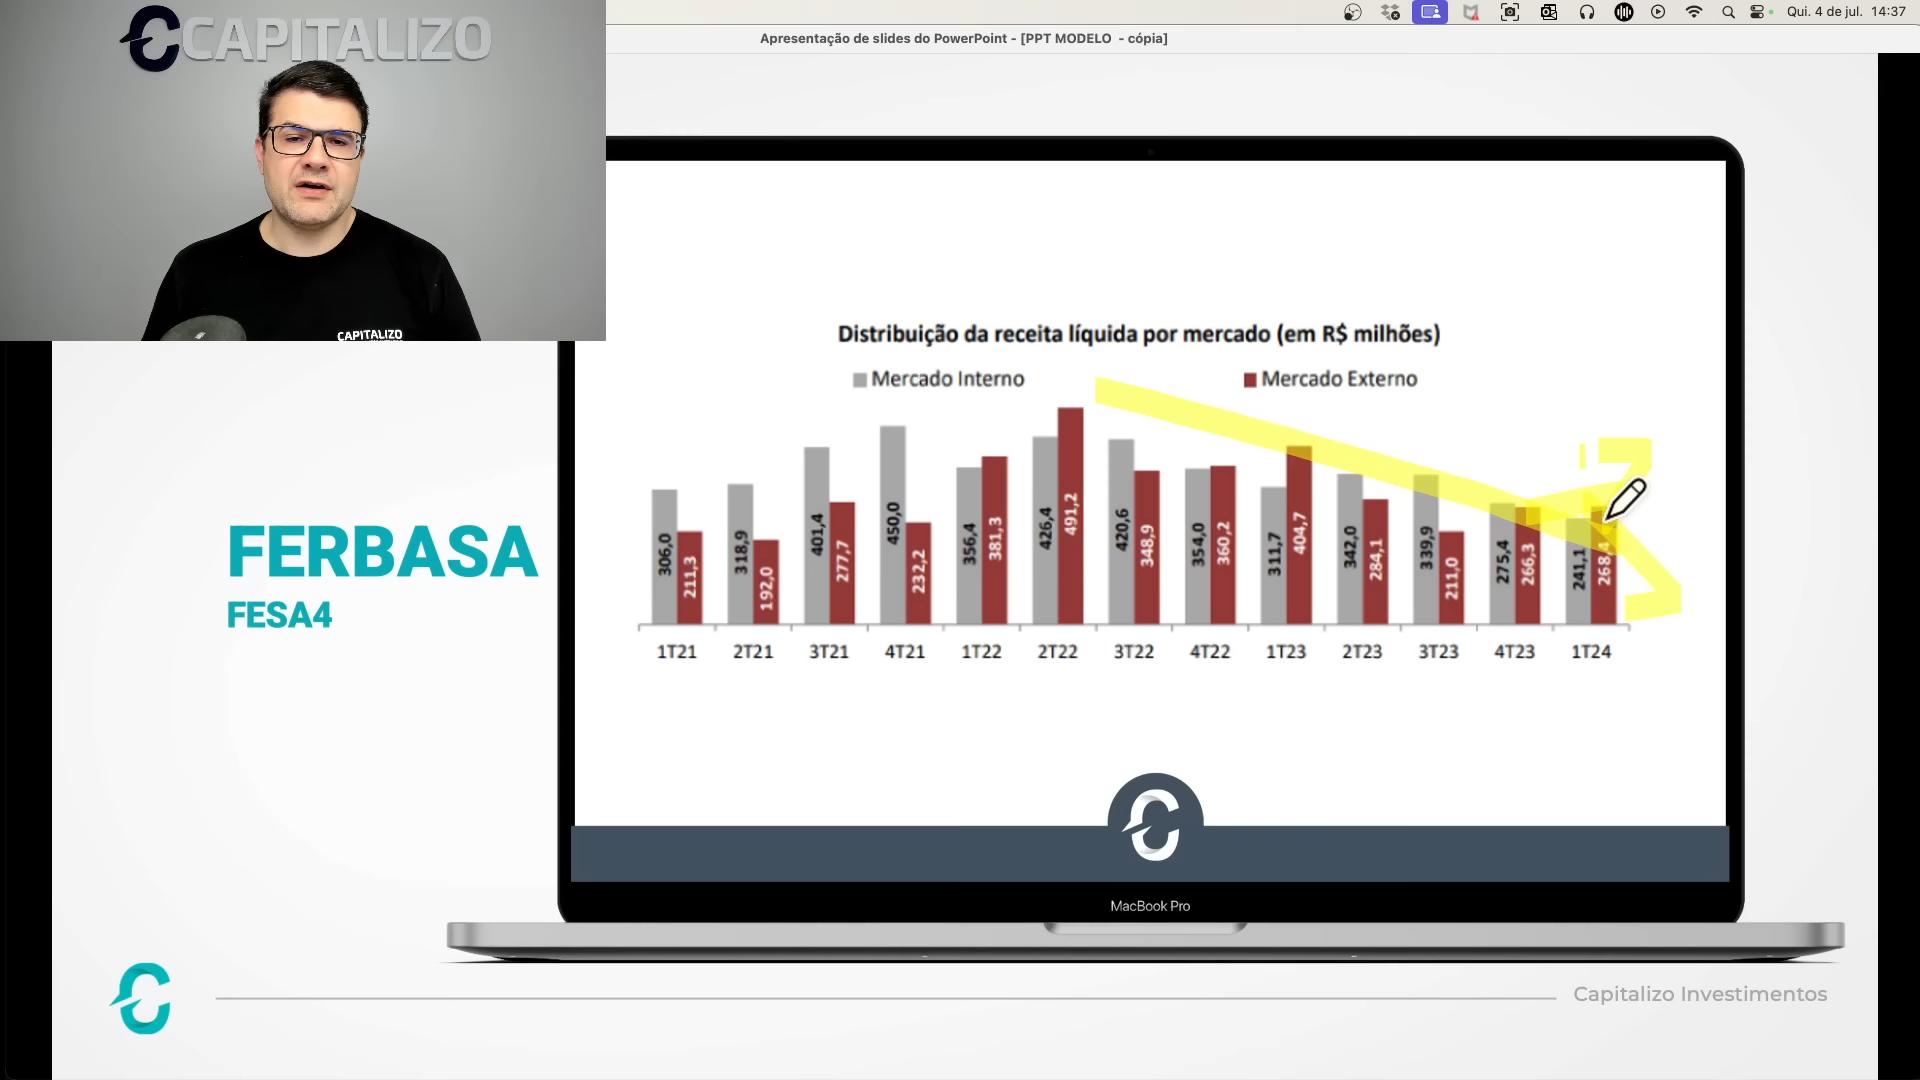 CAPITALIZO
Qui. 4 de jul. 14:37
Apresentação de slides do PowerPoint - [PPT MODELO - cópia]
CAPITALIZO
Distribuição da receita líquida por mercado (em R$ milhões)
Mercado Interno Mercado Externo
306,0 211,3 318,9 192,0 401,4 277,7 450,0 232,2 356,4 381,3 426,4 491,2 420,6 348,9 354,0 360,2 311,7 404,7 342,0 284,1 339,9 211,0 275,4 266,3 241,1 268,4
1T21 2T21 3T21 4T21 1T22 2T22 3T22 4T22 1T23 2T23 3T23 4T23 1T24
FERBASA
FESA4
MacBook Pro
Capitalizo Investimentos